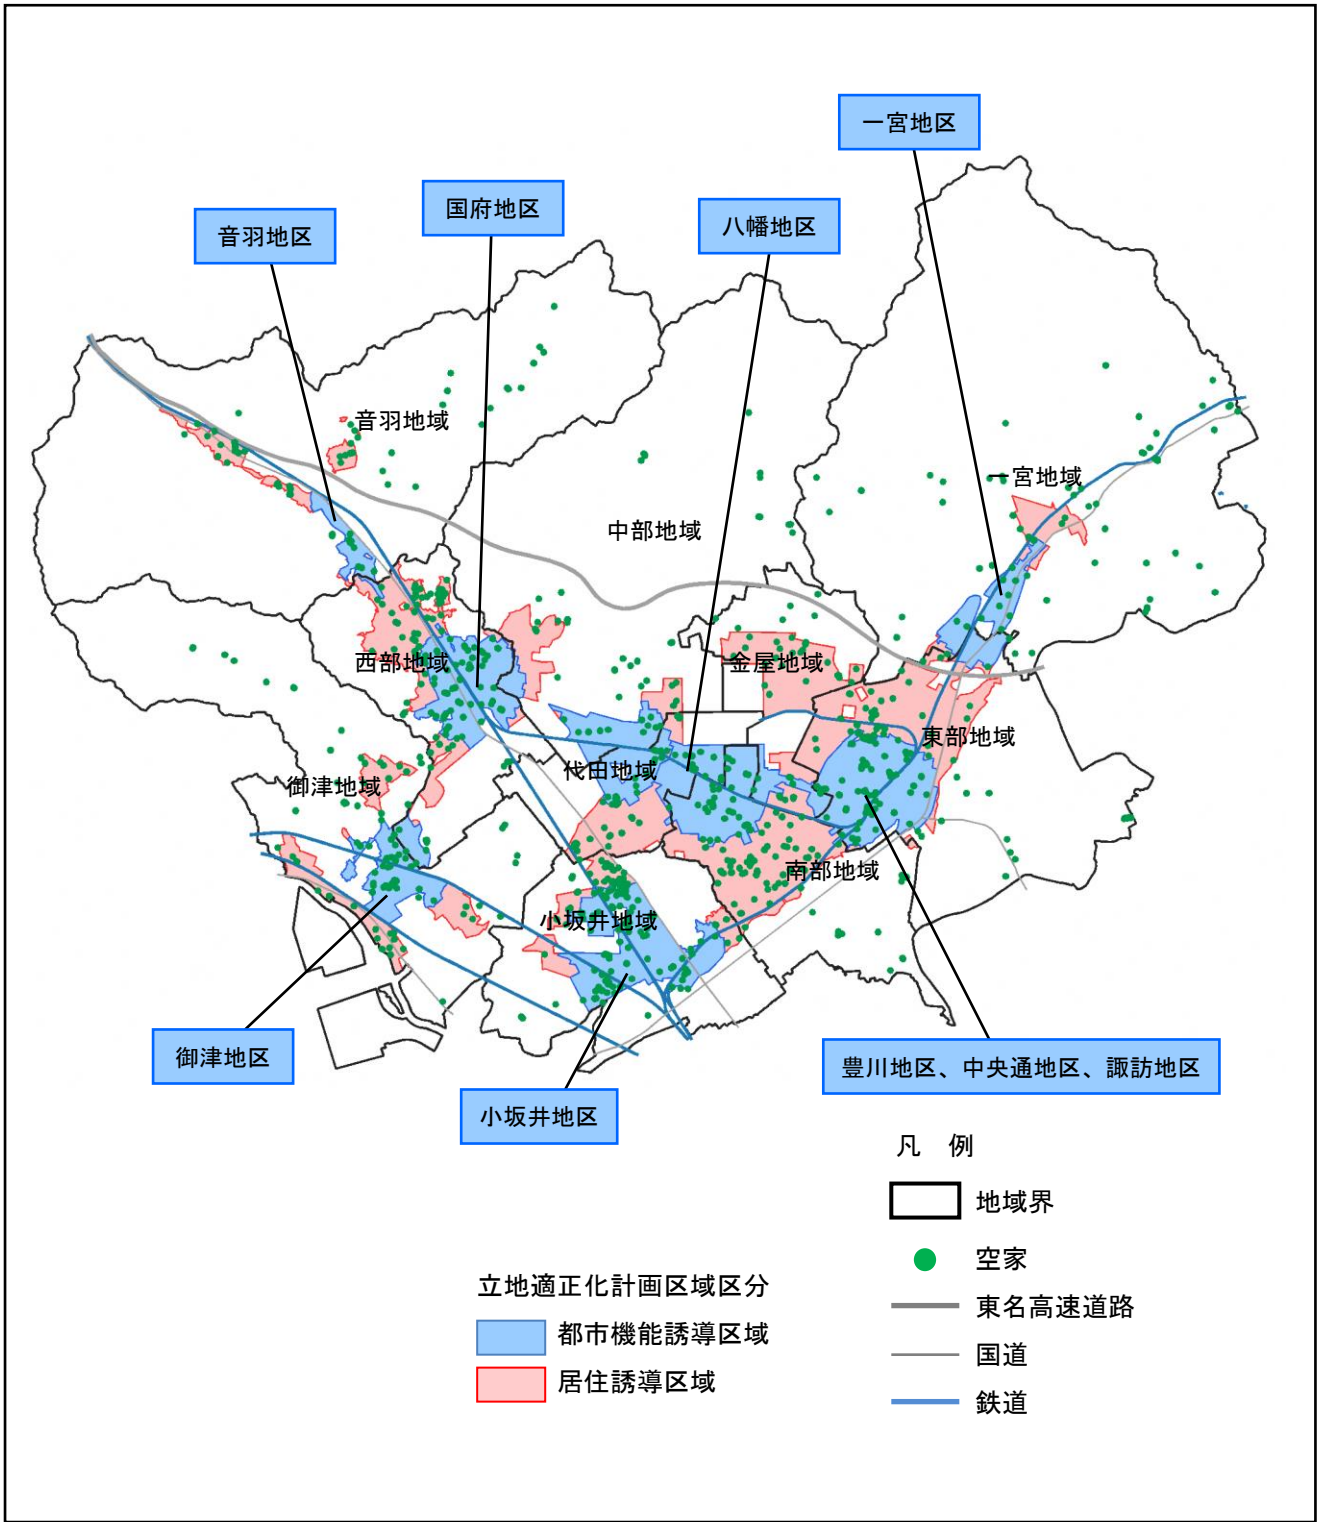 一宮地区
国府地区
八幡地区
音羽地区
音羽地域
一宮地域
中部地域
西部地域
金屋地域
東部地域
代田地域
御津地域
南部地域
小坂井地域
御津地区
豊川地区、中央通地区、諏訪地区
小坂井地区
凡 例
地域界
空家
東名高速道路
国道
鉄道
立地適正化計画区域区分
都市機能誘導区域
居住誘導区域